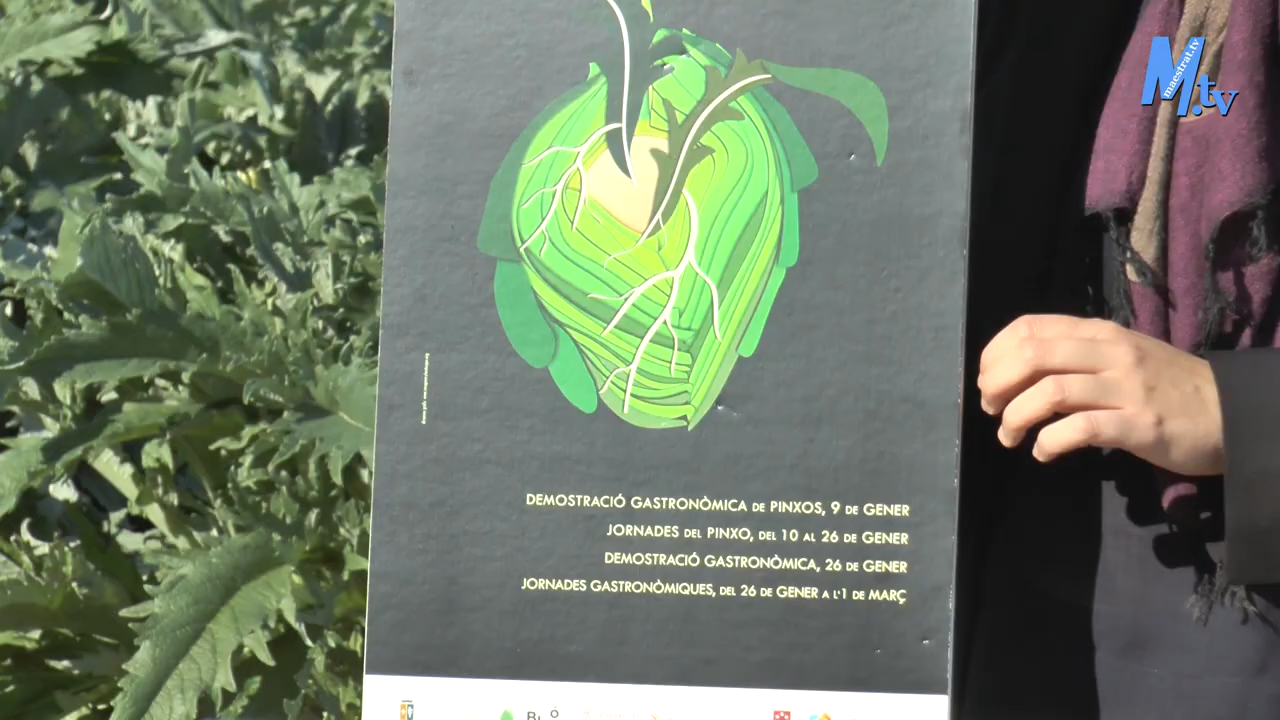 maestrat.tv
M.tv
DEMOSTRACIÓ GASTRONÒMICA DE PINXOS, 9 DE GENER
JORNADES DEL PINXO, DEL 10 AL 26 DE GENER
DEMOSTRACIÓ GASTRONÒMICA, 26 DE GENER
JORNADES GASTRONÒMIQUES, DEL 26 DE GENER A L'1 DE MARÇ